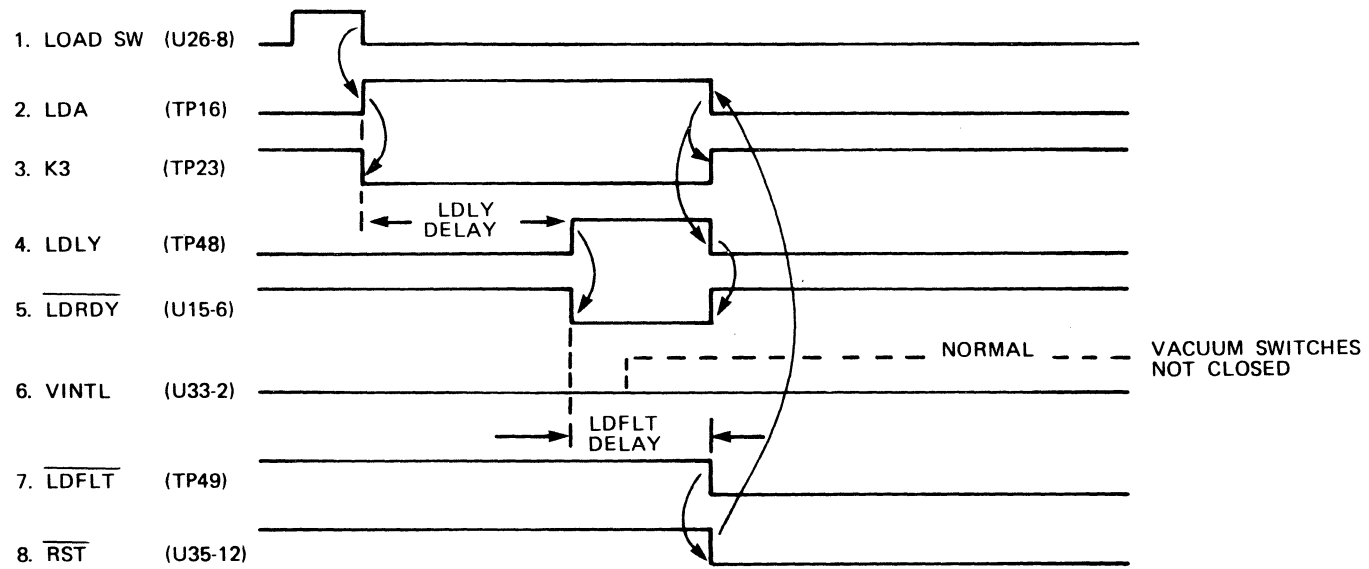 1. LOAD SW (U26-8)
2. LDA (TP16)
3. K3 (TP23)
LDLY
DELAY
4. LDLY (TP48)
5. LDRDY (U15-6)
NORMAL
VACUUM SWITCHES
NOT CLOSED
6. VINTL (U33-2)
LDFLT
DELAY
7. LDFLT (TP49)
8. RST (U35-12)